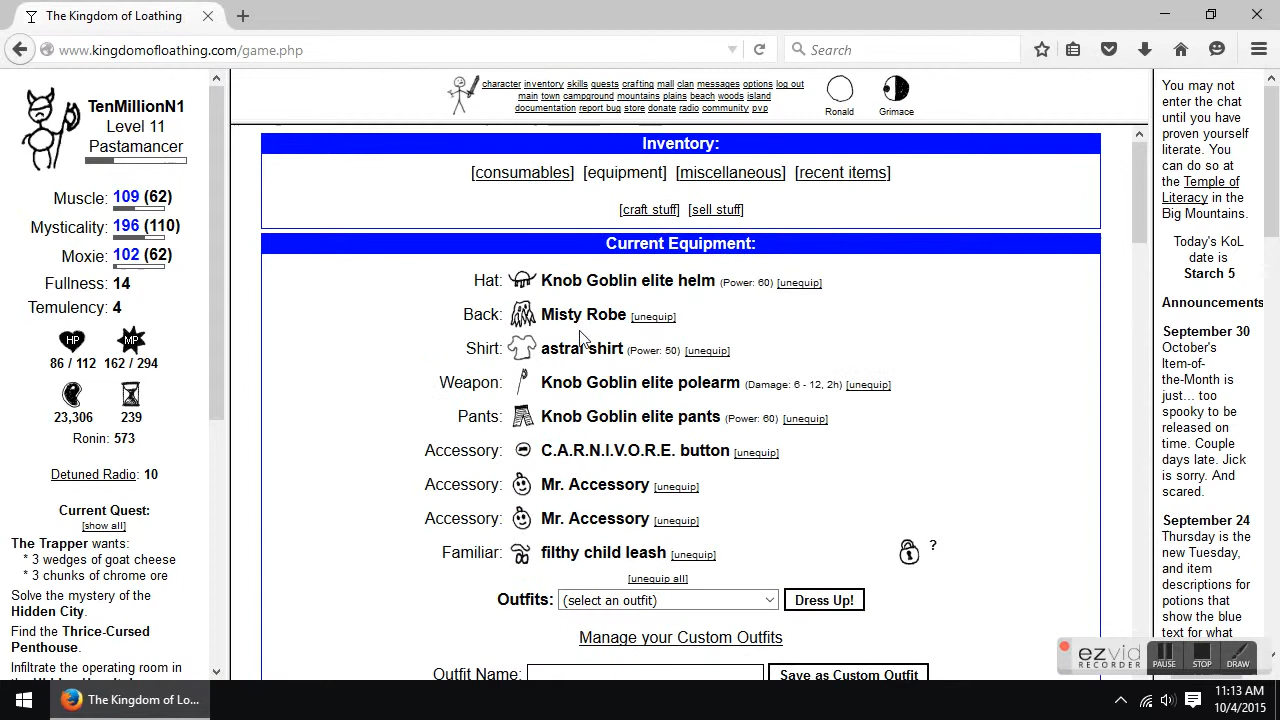 The Kingdom of Loathing
www.kingdomofloathing.com/game.php
Search
TenMillionN1
Level 11
Pastamancer
Muscle: 109 (62)
Mysticality: 196 (110)
Moxie: 102 (62)
Fullness: 14
Temulency: 4
HP
MP
86 / 112
162 / 294
23,306
239
Ronin: 573
Detuned Radio: 10
Current Quest:
[show all]
The Trapper wants:
* 3 wedges of goat cheese
* 3 chunks of chrome ore
Solve the mystery of the
Hidden City.
Find the Thrice-Cursed
Penthouse.
Infiltrate the operating room in
character inventory skills quests crafting mall clan messages options log out
main town campground mountains plains beach woods island
documentation report bug store donate radio community pvp
Ronald
Grimace
Inventory:
[consumables] [equipment] [miscellaneous] [recent items]
[craft stuff] [sell stuff]
Current Equipment:
Hat: Knob Goblin elite helm (Power: 60) [unequip]
Back: Misty Robe [unequip]
Shirt: astral shirt (Power: 50) [unequip]
Weapon: Knob Goblin elite polearm (Damage: 6 - 12, 2h) [unequip]
Pants: Knob Goblin elite pants (Power: 60) [unequip]
Accessory: C.A.R.N.I.V.O.R.E. button [unequip]
Accessory: Mr. Accessory [unequip]
Accessory: Mr. Accessory [unequip]
Familiar: filthy child leash [unequip]
?
[unequip all]
Outfits: (select an outfit) Dress Up!
Manage your Custom Outfits
Outfit Name: Save as Custom Outfit
You may not
enter the chat
until you have
proven yourself
literate. You
can do so at
the Temple of
Literacy in the
Big Mountains.
Today's KoL
date is
Starch 5
Announcements
September 30
October's
Item-of-
the-Month is
just... too
spooky to be
released on
time. Couple
days late. Jick
is sorry. And
scared.
September 24
Thursday is the
new Tuesday,
and item
descriptions for
potions that
show the blue
text for what
ezvid
RECORDER
PAUSE
STOP
DRAW
The Kingdom of Lo...
11:13 AM
10/4/2015